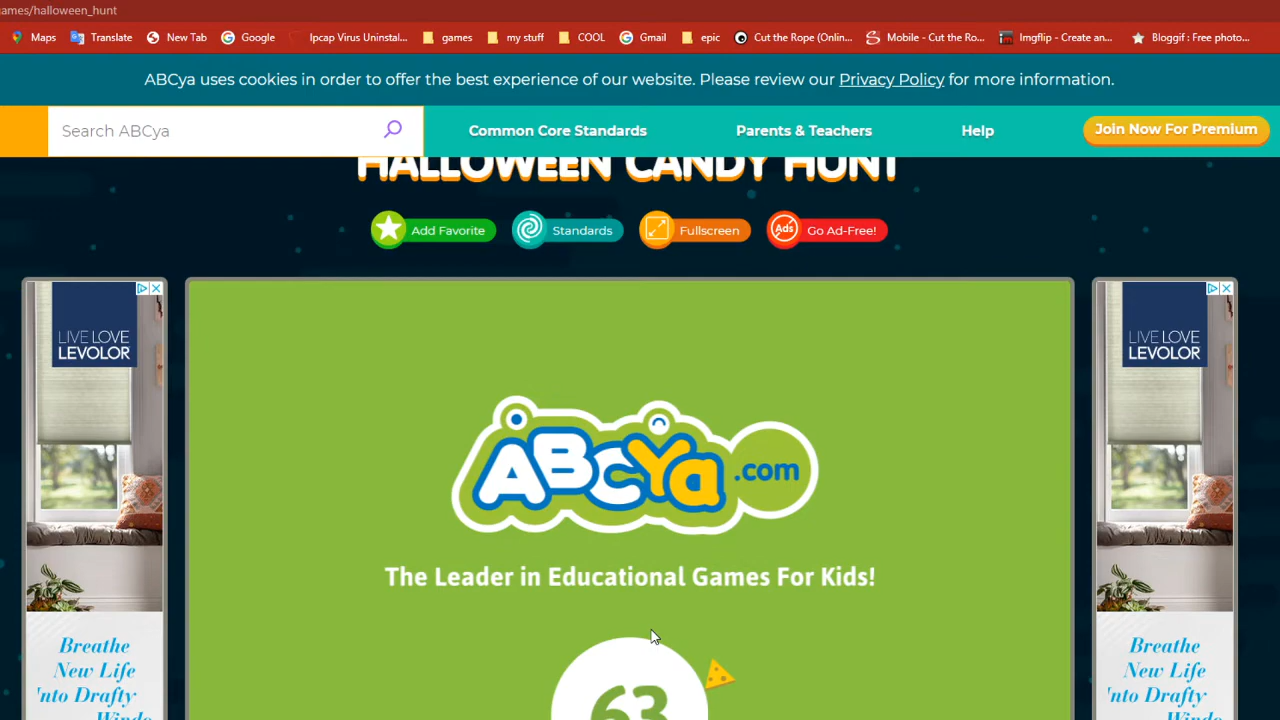 games/halloween_hunt
Maps Translate New Tab Google Ipcap Virus Uninstal... games my stuff COOL Gmail epic Cut the Rope (Onlin... Mobile - Cut the Ro... Imgflip - Create an... Bloggif : Free photo...
ABCya uses cookies in order to offer the best experience of our website. Please review our Privacy Policy for more information.
Search ABCya Common Core Standards Parents & Teachers Help Join Now For Premium
HALLOWEEN CANDY HUNT
Add Favorite Standards Fullscreen Ads Go Ad-Free!
LIVE LOVE
LEVOLOR
LIVE LOVE
LEVOLOR
ABCYa.com
The Leader in Educational Games For Kids!
63
Breathe
New Life
'nto Drafty
Windo
Breathe
New Life
'nto Drafty
Windo